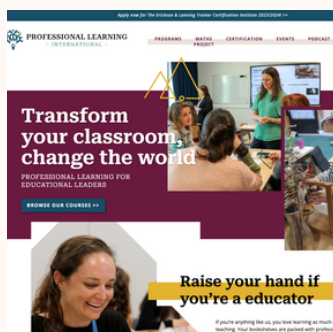 Apply now for The Erickson & Lanning Trainer Certification Institute 2023/2024! >>
PROFESSIONAL LEARNING
- INTERNATIONAL -
PROGRAMS MATHS PROJECT CERTIFICATION EVENTS PODCAST
Transform
your classroom,
change the world
PROFESSIONAL LEARNING FOR
EDUCATIONAL LEADERS
BROWSE OUR COURSES >>
Raise your hand if
you're a educator
If you're anything like us, you love learning as much
teaching. Your bookshelves are packed with profess